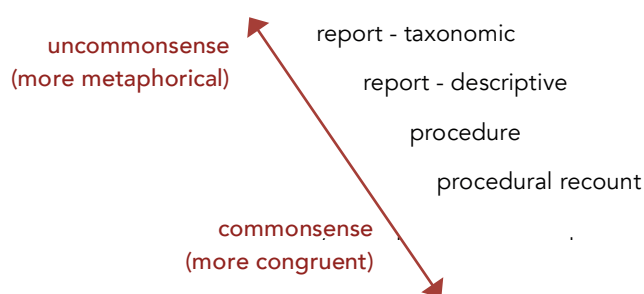 report - taxonomic
uncommonsense
(more metaphorical)
report - descriptive
procedure
procedural recount
commonsense
(more congruent)